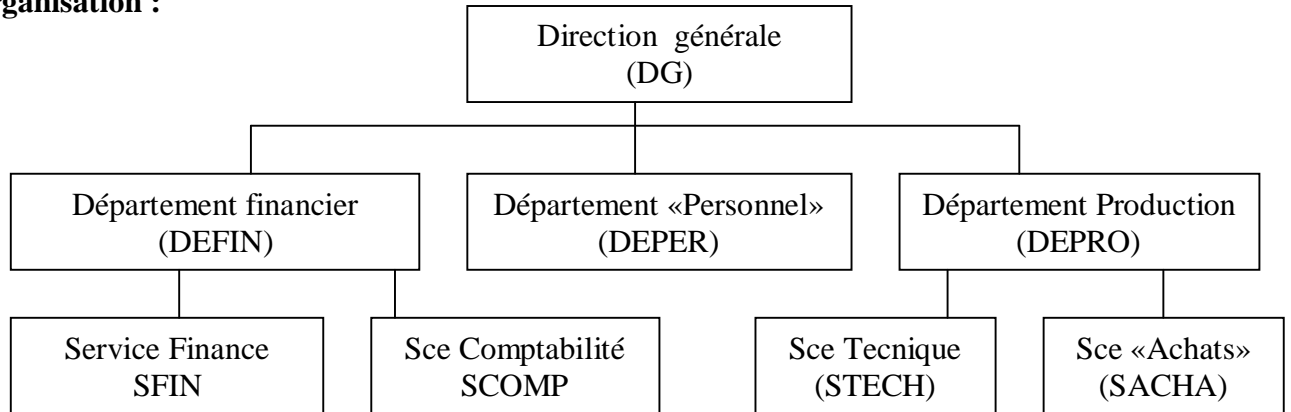 rganisation :
Direction générale
(DG)
Département financier
(DEFIN)
Département «Personnel»
(DEPER)
Département Production
(DEPRO)
Service Finance
SFIN
Sce Comptabilité
SCOMP
Sce Tecnique
(STECH)
Sce «Achats»
(SACHA)